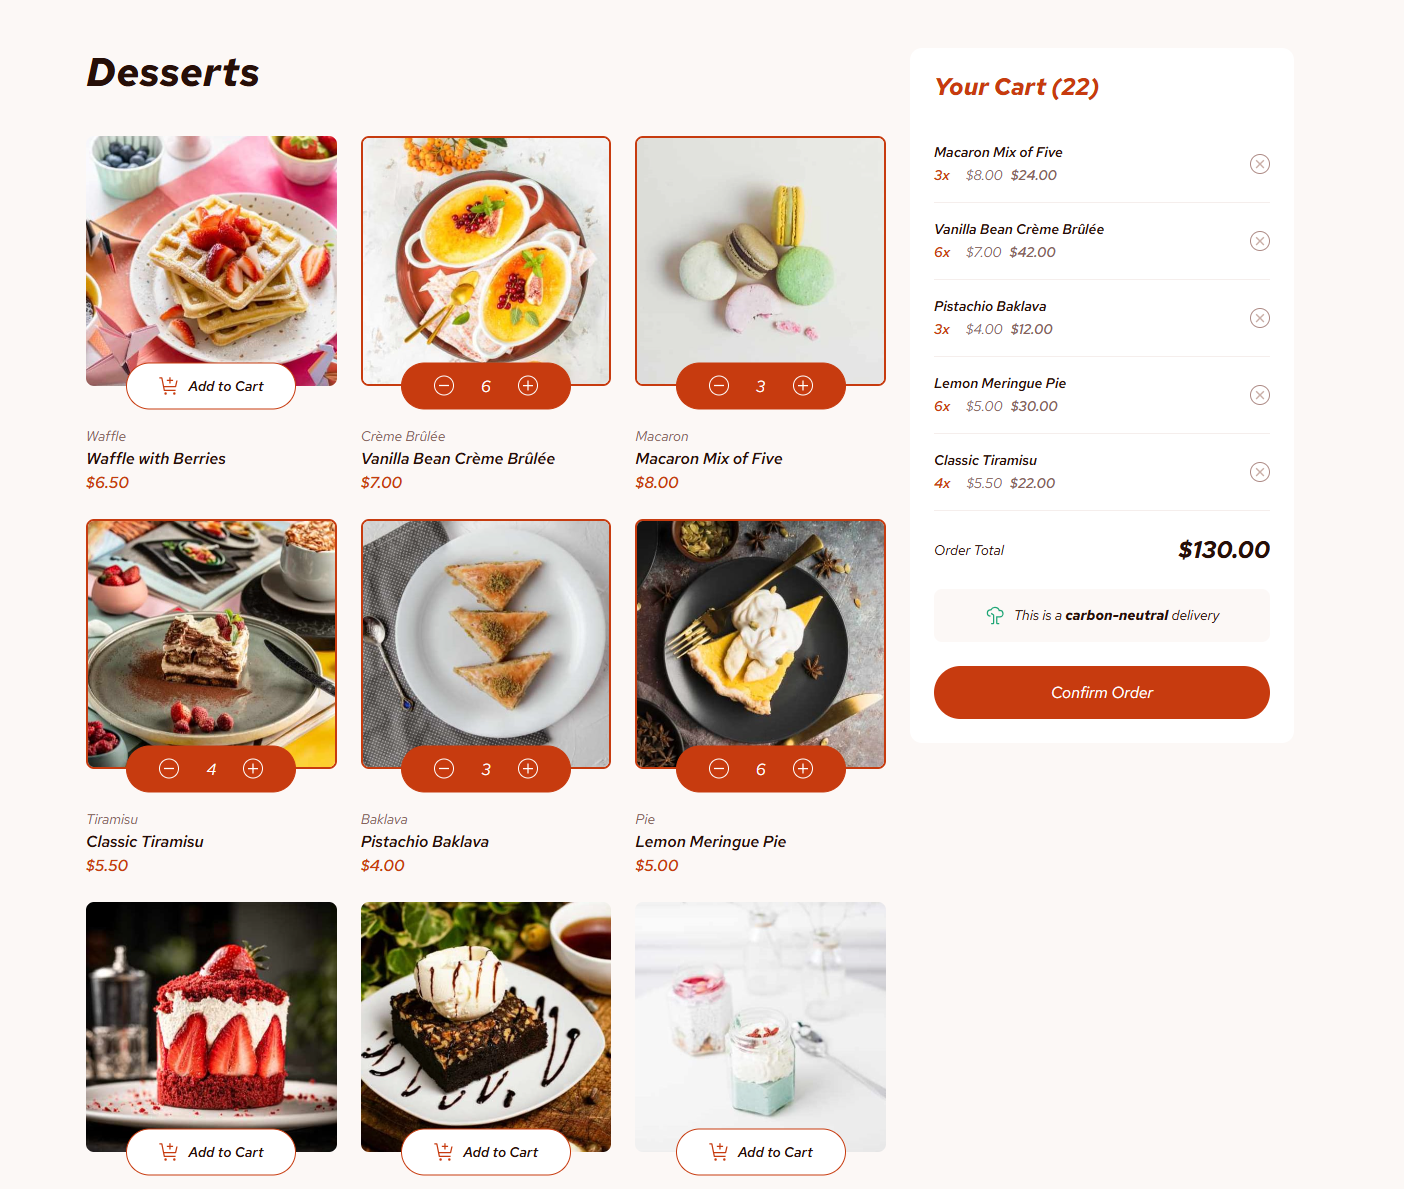 Desserts
Add to Cart
6
3
Waffle
Waffle with Berries
$6.50
Crème Brûlée
Vanilla Bean Crème Brûlée
$7.00
Macaron
Macaron Mix of Five
$8.00
4
3
6
Tiramisu
Classic Tiramisu
$5.50
Baklava
Pistachio Baklava
$4.00
Pie
Lemon Meringue Pie
$5.00
Add to Cart
Add to Cart
Add to Cart
Your Cart (22)
Macaron Mix of Five
3x $8.00 $24.00
Vanilla Bean Crème Brûlée
6x $7.00 $42.00
Pistachio Baklava
3x $4.00 $12.00
Lemon Meringue Pie
6x $5.00 $30.00
Classic Tiramisu
4x $5.50 $22.00
Order Total $130.00
This is a carbon-neutral delivery
Confirm Order